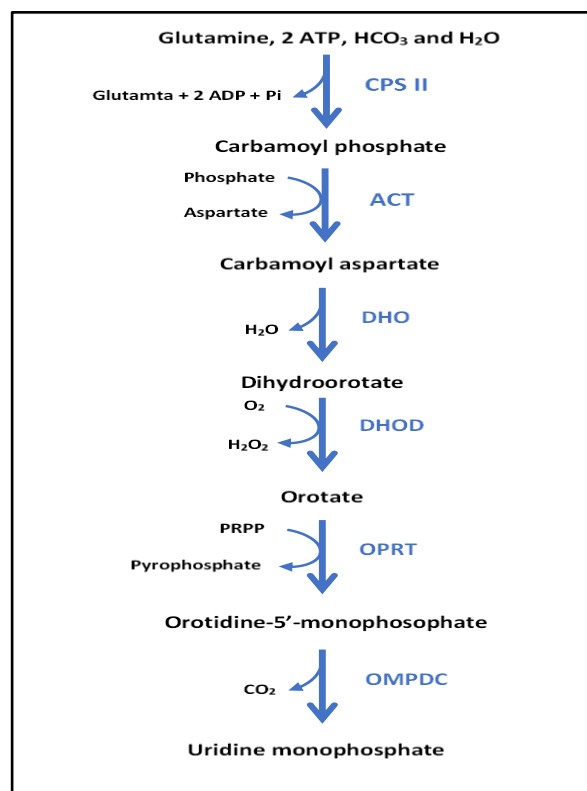 Glutamine, 2 ATP, HCO₃ and H₂O
CPS II
Glutamta + 2 ADP + Pi
Carbamoyl phosphate
Phosphate
ACT
Aspartate
Carbamoyl aspartate
DHO
H₂O
Dihydroorotate
O₂
DHOD
H₂O₂
Orotate
PRPP
OPRT
Pyrophosphate
Orotidine-5’-monophosophate
OMPDC
CO₂
Uridine monophosphate